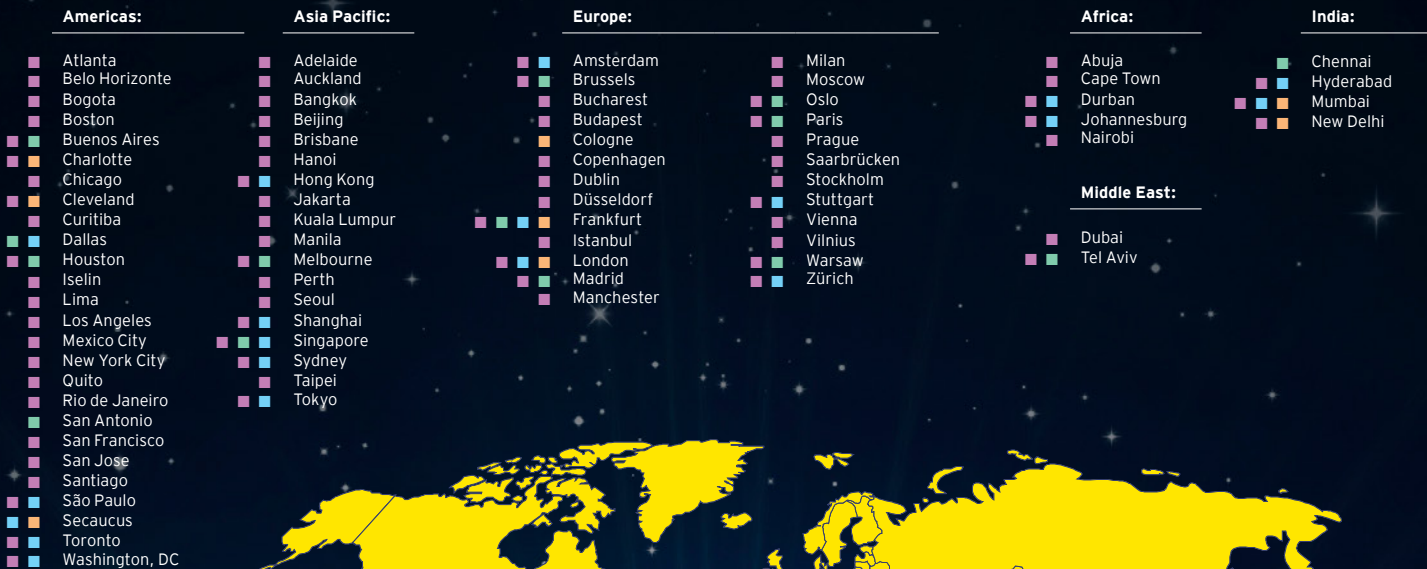 Americas:
Atlanta
Belo Horizonte
Bogota
Boston
Buenos Aires
Charlotte
Chicago
Cleveland
Curitiba
Dallas
Houston
Iselin
Lima
Los Angeles
Mexico City
New York City
Quito
Rio de Janeiro
San Antonio
San Francisco
San Jose
Santiago
São Paulo
Secaucus
Toronto
Washington, DC
Asia Pacific:
Adelaide
Auckland
Bangkok
Beijing
Brisbane
Hanoi
Hong Kong
Jakarta
Kuala Lumpur
Manila
Melbourne
Perth
Seoul
Shanghai
Singapore
Sydney
Taipei
Tokyo
Europe:
Amsterdam
Brussels
Bucharest
Budapest
Cologne
Copenhagen
Dublin
Düsseldorf
Frankfurt
Istanbul
London
Madrid
Manchester
Milan
Moscow
Oslo
Paris
Prague
Saarbrücken
Stockholm
Stuttgart
Vienna
Vilnius
Warsaw
Zürich
Africa:
Abuja
Cape Town
Durban
Johannesburg
Nairobi
Middle East:
Dubai
Tel Aviv
India:
Chennai
Hyderabad
Mumbai
New Delhi